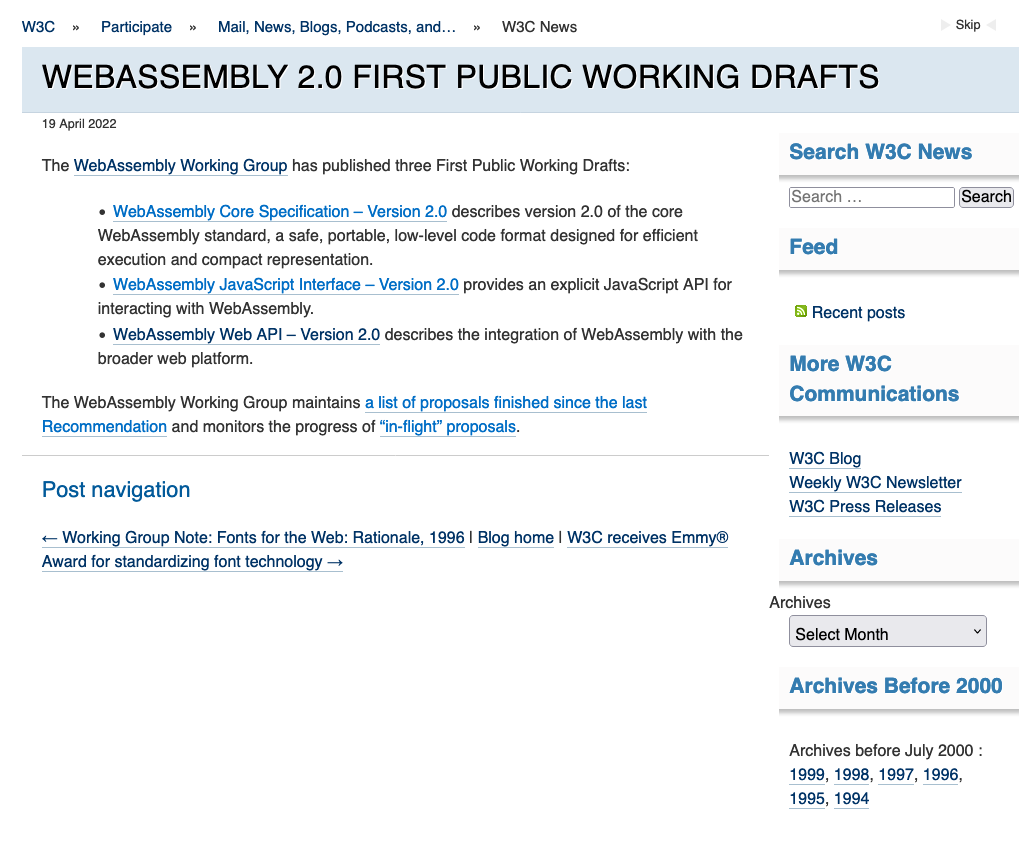 W3C » Participate » Mail, News, Blogs, Podcasts, and… » W3C News
Skip
WEBASSEMBLY 2.0 FIRST PUBLIC WORKING DRAFTS
19 April 2022
The WebAssembly Working Group has published three First Public Working Drafts:
• WebAssembly Core Specification – Version 2.0 describes version 2.0 of the core
WebAssembly standard, a safe, portable, low-level code format designed for efficient
execution and compact representation.
• WebAssembly JavaScript Interface – Version 2.0 provides an explicit JavaScript API for
interacting with WebAssembly.
• WebAssembly Web API – Version 2.0 describes the integration of WebAssembly with the
broader web platform.
The WebAssembly Working Group maintains a list of proposals finished since the last
Recommendation and monitors the progress of “in-flight” proposals.
Post navigation
← Working Group Note: Fonts for the Web: Rationale, 1996 | Blog home | W3C receives Emmy®
Award for standardizing font technology →
Search W3C News
Search …
Search
Feed
Recent posts
More W3C
Communications
W3C Blog
Weekly W3C Newsletter
W3C Press Releases
Archives
Archives
Select Month
Archives Before 2000
Archives before July 2000 :
1999, 1998, 1997, 1996,
1995, 1994